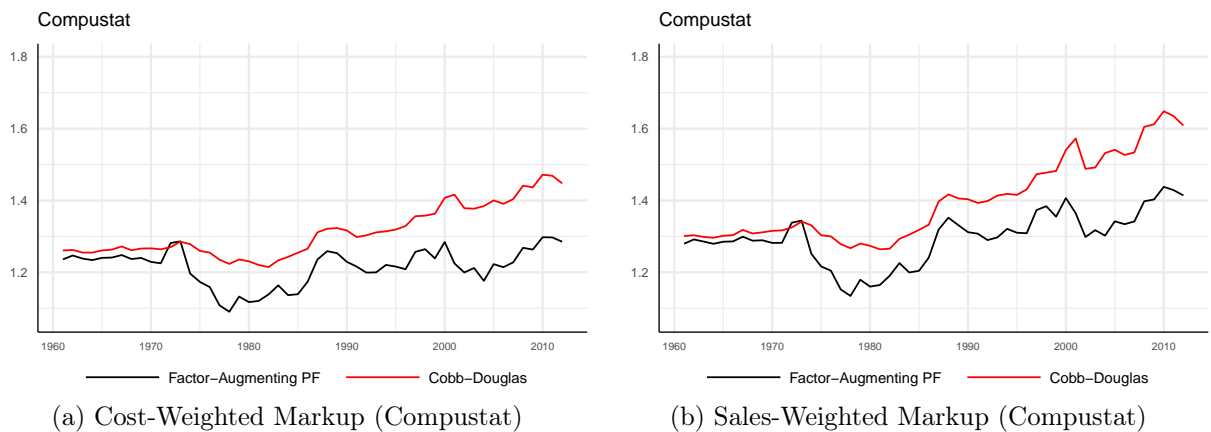 Compustat
1.8
1.6
1.4
1.2
1960 1970 1980 1990 2000 2010
Factor−Augmenting PF Cobb−Douglas
(a) Cost-Weighted Markup (Compustat)
Compustat
1.8
1.6
1.4
1.2
1960 1970 1980 1990 2000 2010
Factor−Augmenting PF Cobb−Douglas
(b) Sales-Weighted Markup (Compustat)